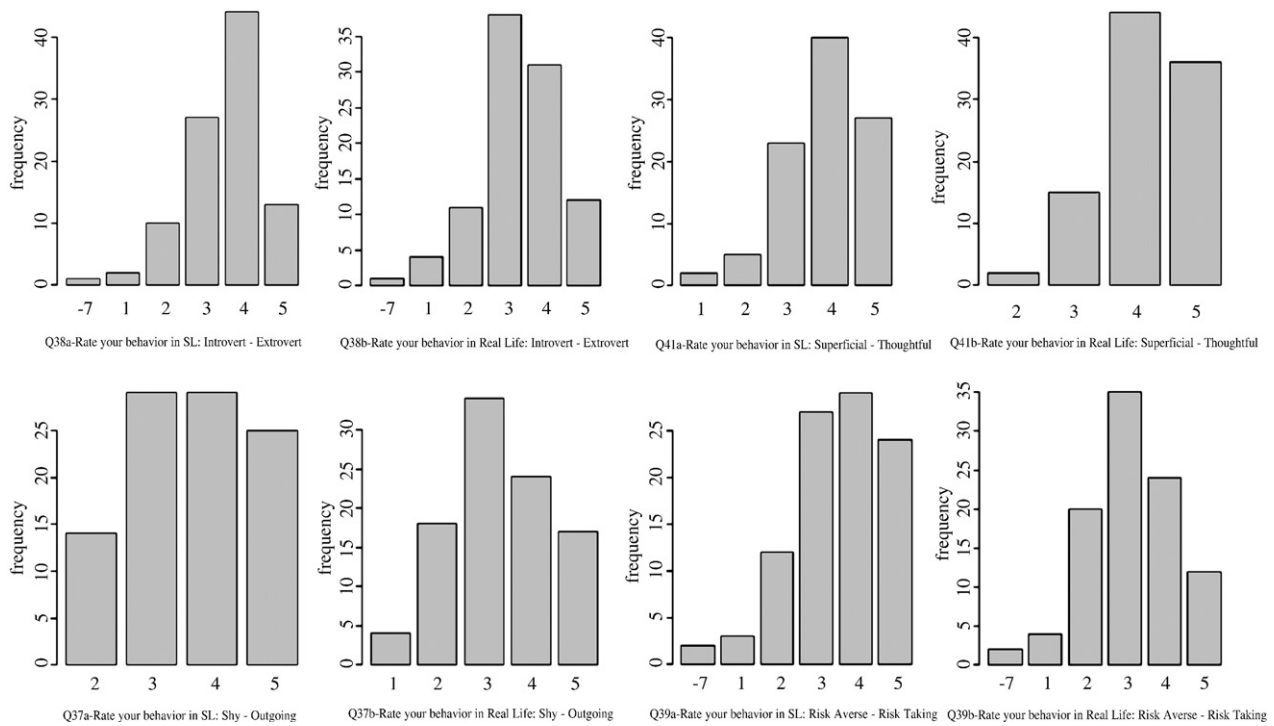 frequency
0 10 20 30 40
-7 1 2 3 4 5
Q38a-Rate your behavior in SL: Introvert - Extrovert
frequency
0 5 10 15 20 25 30 35
-7 1 2 3 4 5
Q38b-Rate your behavior in Real Life: Introvert - Extrovert
frequency
0 10 20 30 40
1 2 3 4 5
Q41a-Rate your behavior in SL: Superficial - Thoughtful
frequency
0 10 20 30 40
2 3 4 5
Q41b-Rate your behavior in Real Life: Superficial - Thoughtful
frequency
0 5 10 15 20 25
2 3 4 5
Q37a-Rate your behavior in SL: Shy - Outgoing
frequency
0 5 10 15 20 25 30
1 2 3 4 5
Q37b-Rate your behavior in Real Life: Shy - Outgoing
frequency
0 5 10 15 20 25
-7 1 2 3 4 5
Q39a-Rate your behavior in SL: Risk Averse - Risk Taking
frequency
0 5 10 15 20 25 30 35
-7 1 2 3 4 5
Q39b-Rate your behavior in Real Life: Risk Averse - Risk Taking